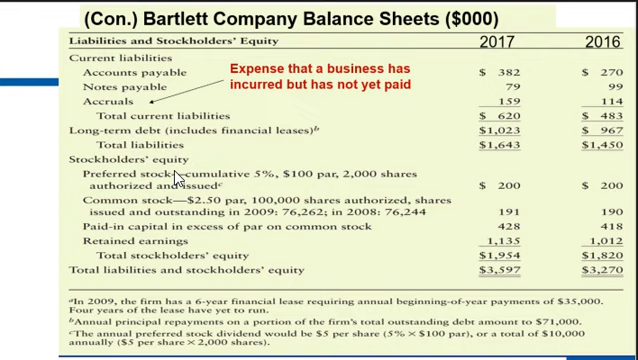 (Con.) Bartlett Company Balance Sheets ($000)
Liabilities and Stockholders' Equity 2017 2016
Current liabilities
Accounts payable $ 382 $ 270
Notes payable 79 99
Accruals 159 114
Expense that a business has
incurred but has not yet paid
Total current liabilities $ 620 $ 483
Long-term debt (includes financial leases)b $1,023 $ 967
Total liabilities $1,643 $1,450
Stockholders' equity
Preferred stock—cumulative 5%, $100 par, 2,000 shares
authorized and issuedc $ 200 $ 200
Common stock—$2.50 par, 100,000 shares authorized, shares
issued and outstanding in 2009: 76,262; in 2008: 76,244 191 190
Paid-in capital in excess of par on common stock 428 418
Retained earnings 1,135 1,012
Total stockholders' equity $1,954 $1,820
Total liabilities and stockholders' equity $3,597 $3,270
aIn 2009, the firm has a 6-year financial lease requiring annual beginning-of-year payments of $35,000.
Four years of the lease have yet to run.
bAnnual principal repayments on a portion of the firm's total outstanding debt amount to $71,000.
cThe annual preferred stock dividend would be $5 per share (5% × $100 par), or a total of $10,000
annually ($5 per share × 2,000 shares).